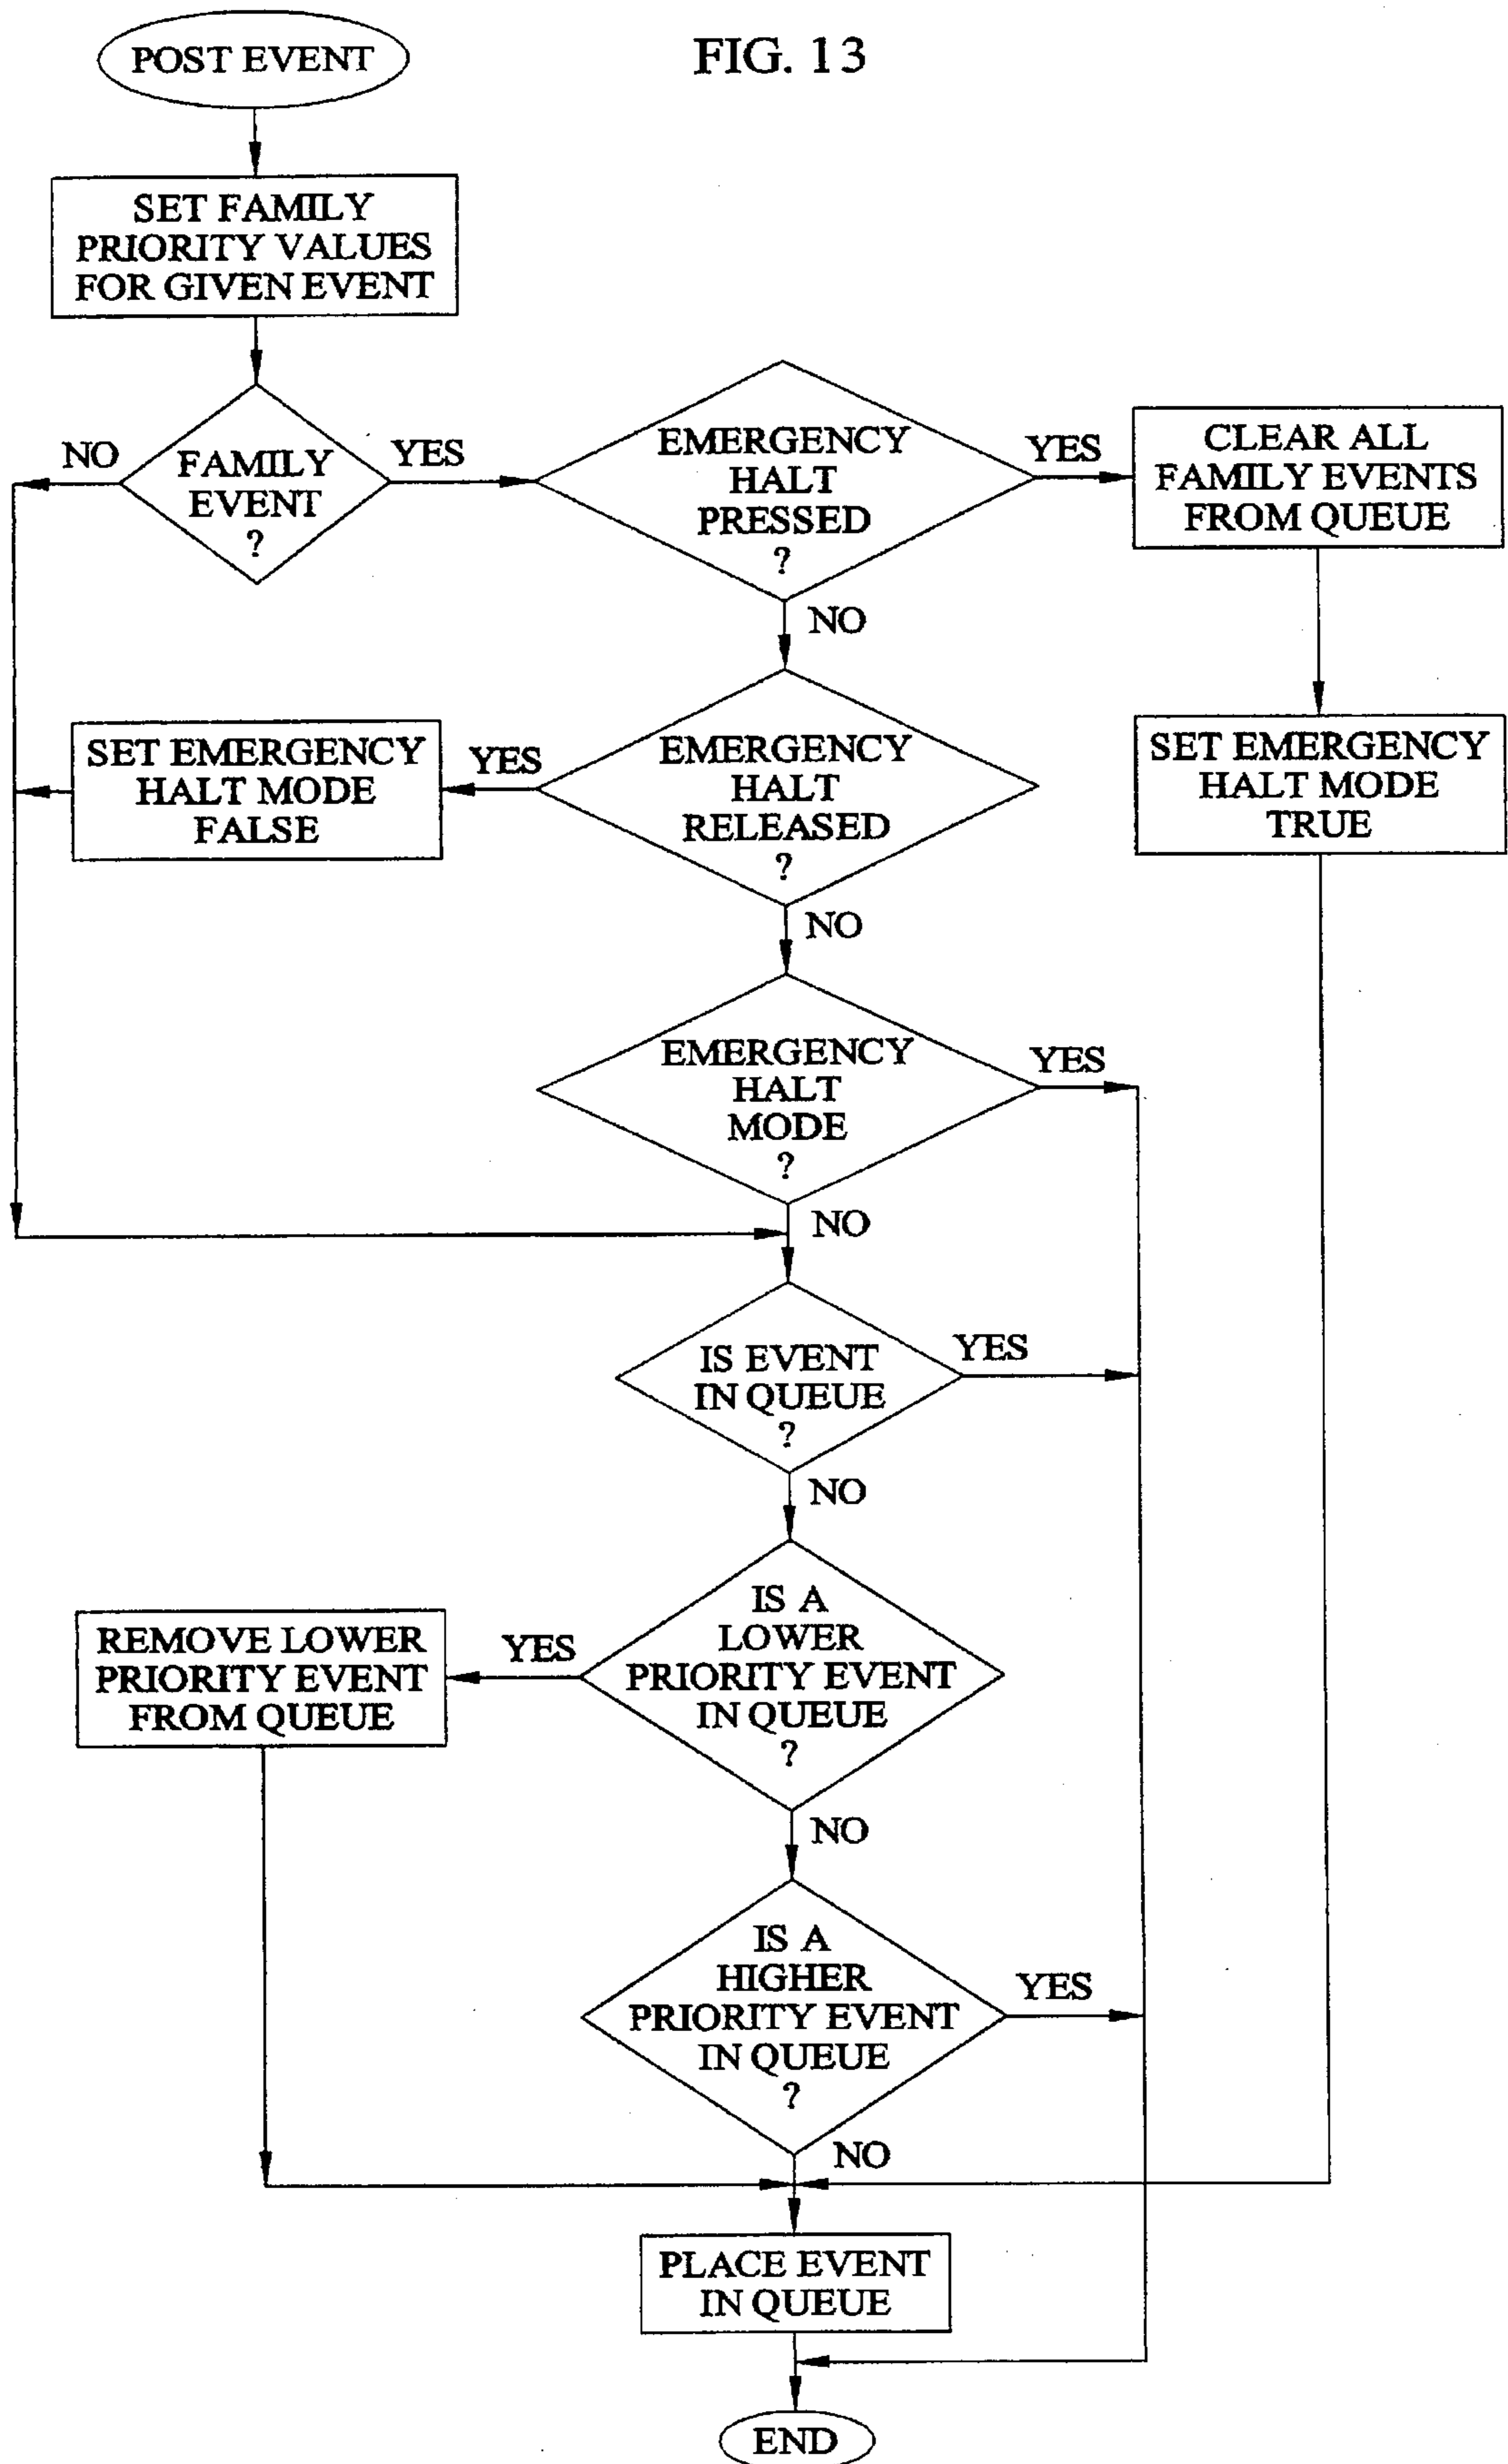 FIG. 13
POST EVENT
SET FAMILY
PRIORITY VALUES
FOR GIVEN EVENT
NO
FAMILY
EVENT
?
YES
EMERGENCY
HALT
PRESSED
?
YES
CLEAR ALL
FAMILY EVENTS
FROM QUEUE
NO
SET EMERGENCY
HALT MODE
FALSE
YES
EMERGENCY
HALT
RELEASED
?
SET EMERGENCY
HALT MODE
TRUE
NO
EMERGENCY
HALT
MODE
?
YES
NO
IS EVENT
IN QUEUE
?
YES
NO
IS A
LOWER
PRIORITY EVENT
IN QUEUE
?
YES
REMOVE LOWER
PRIORITY EVENT
FROM QUEUE
NO
IS A
HIGHER
PRIORITY EVENT
IN QUEUE
?
YES
NO
PLACE EVENT
IN QUEUE
END